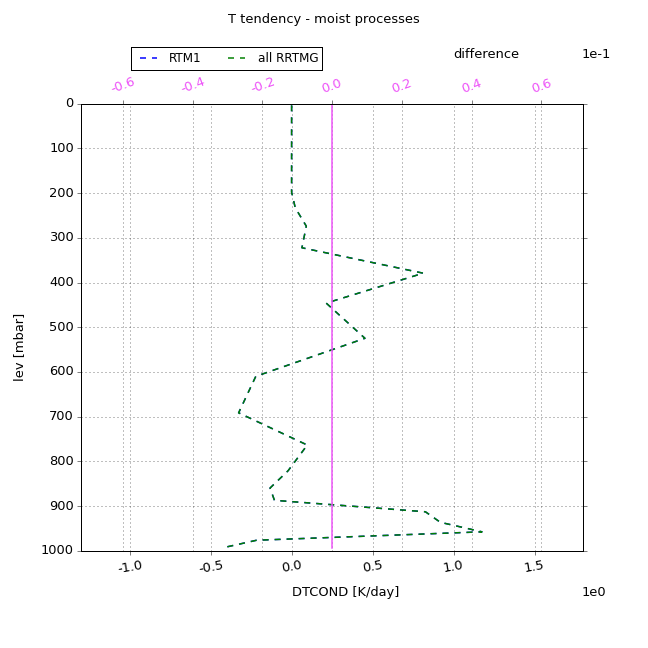 T tendency - moist processes
RTM1 all RRTMG difference 1e-1
-0.6 -0.4 -0.2 0.0 0.2 0.4 0.6
0
100
200
300
400
500
600
700
800
900
1000
lev [mbar]
-1.0 -0.5 0.0 0.5 1.0 1.5
DTCOND [K/day] 1e0